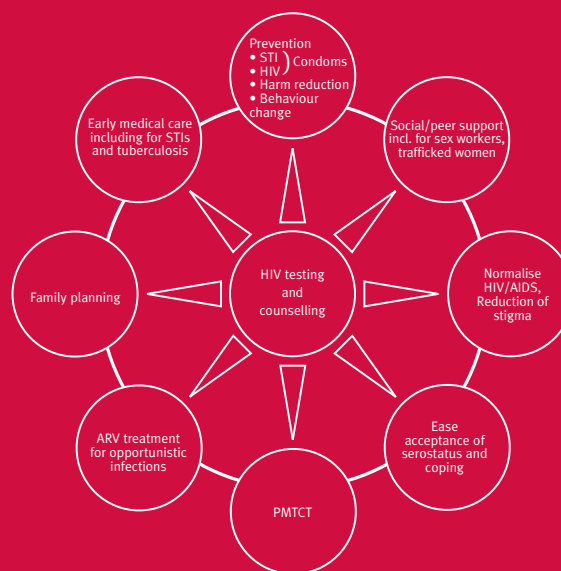 Prevention
• STI
• HIV } Condoms
• Harm reduction
• Behaviour
change
Social/peer support
incl. for sex workers,
trafficked women
Normalise
HIV/AIDS,
Reduction of
stigma
Ease
acceptance of
serostatus and
coping
PMTCT
ARV treatment
for opportunistic
infections
Family planning
Early medical care
including for STIs
and tuberculosis
HIV testing
and
counselling